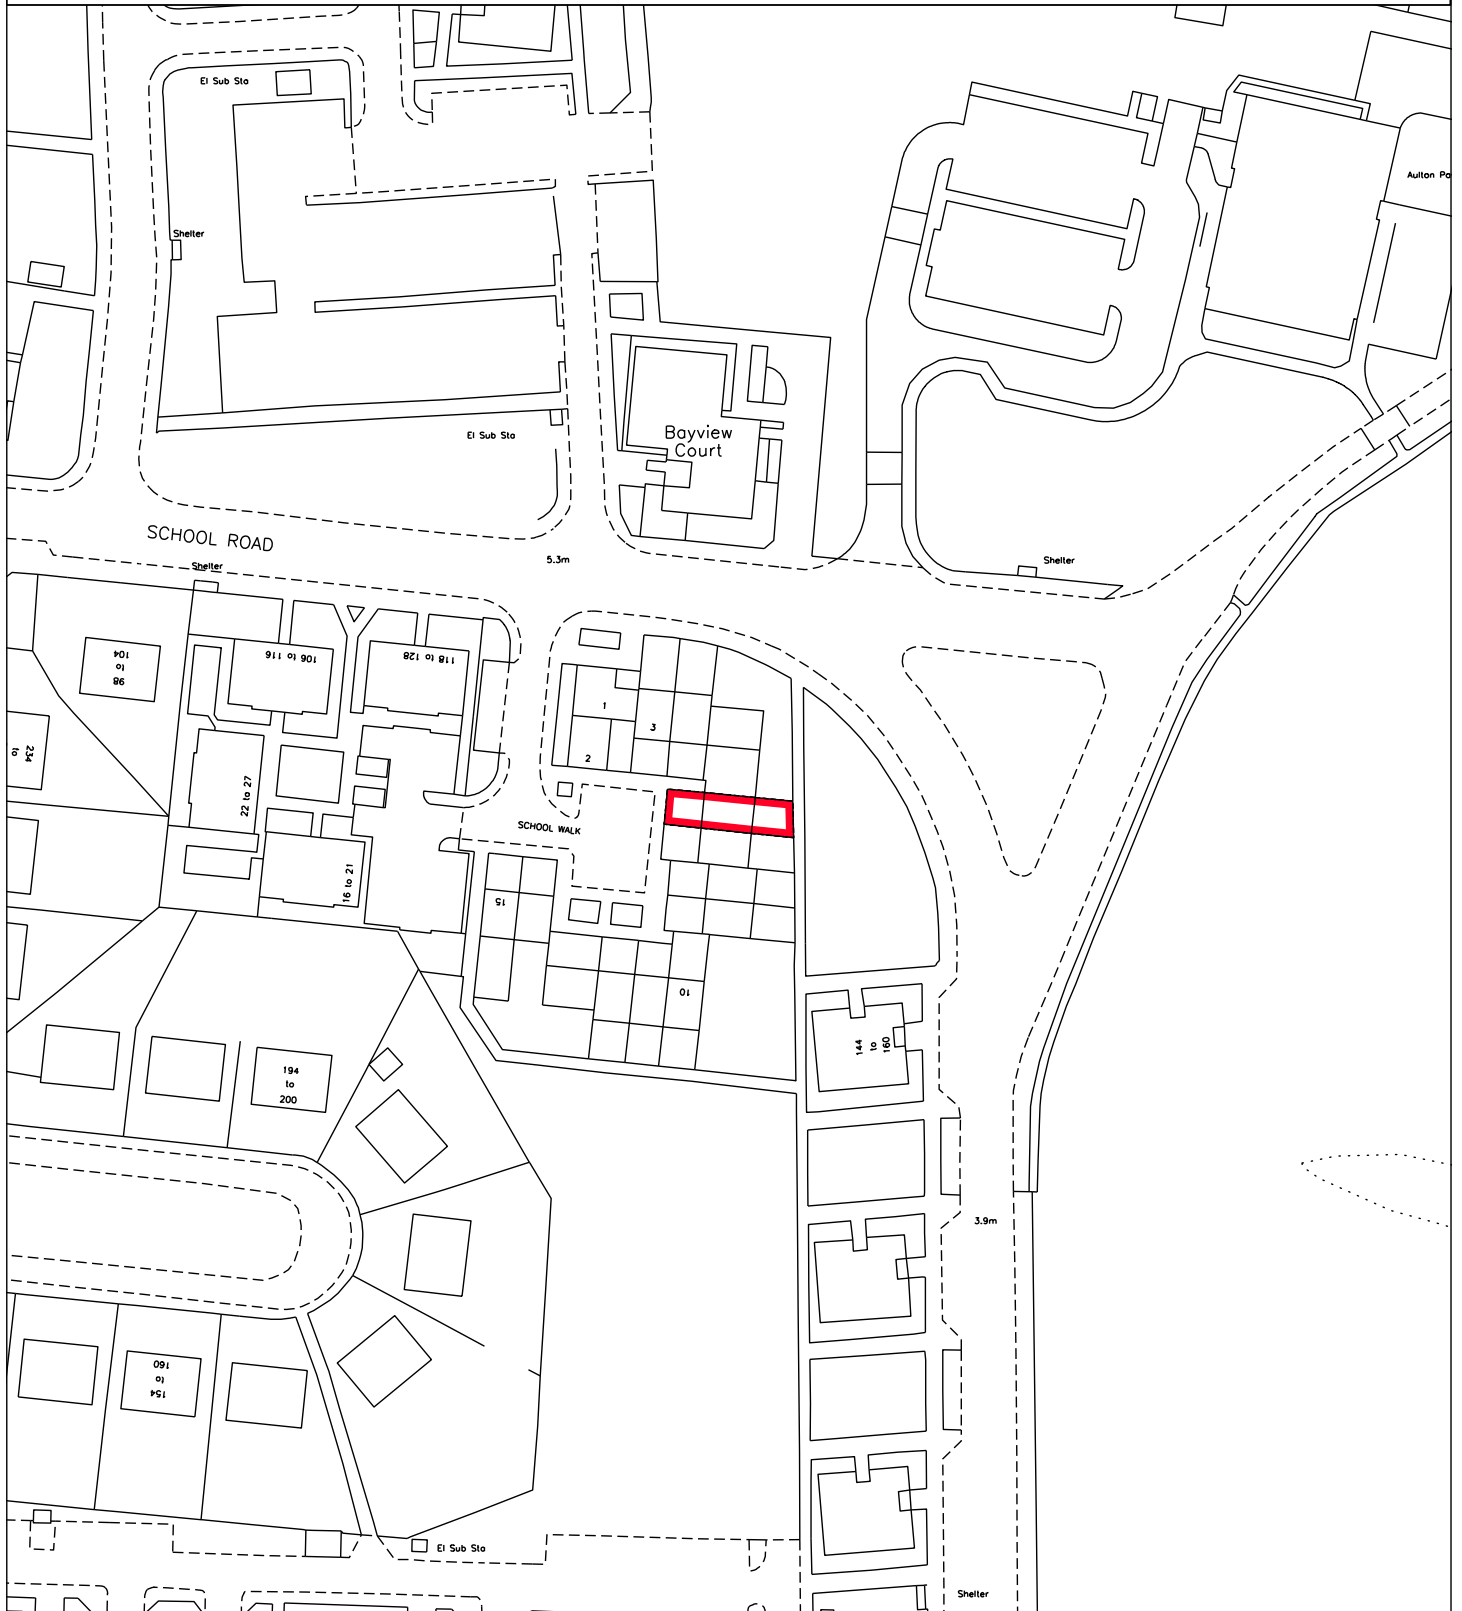 El Sub Sta
Aulton Pa
Shelter
Bayview
Court
El Sub Sta
SCHOOL ROAD
5.3m
Shelter
Shelter
104
to
98
106 to 116
118 to 128
1
3
2
234
to
22 to 27
SCHOOL WALK
16 to 21
15
10
144
to
160
194
to
200
3.9m
160
to
154
El Sub Sta
Shelter